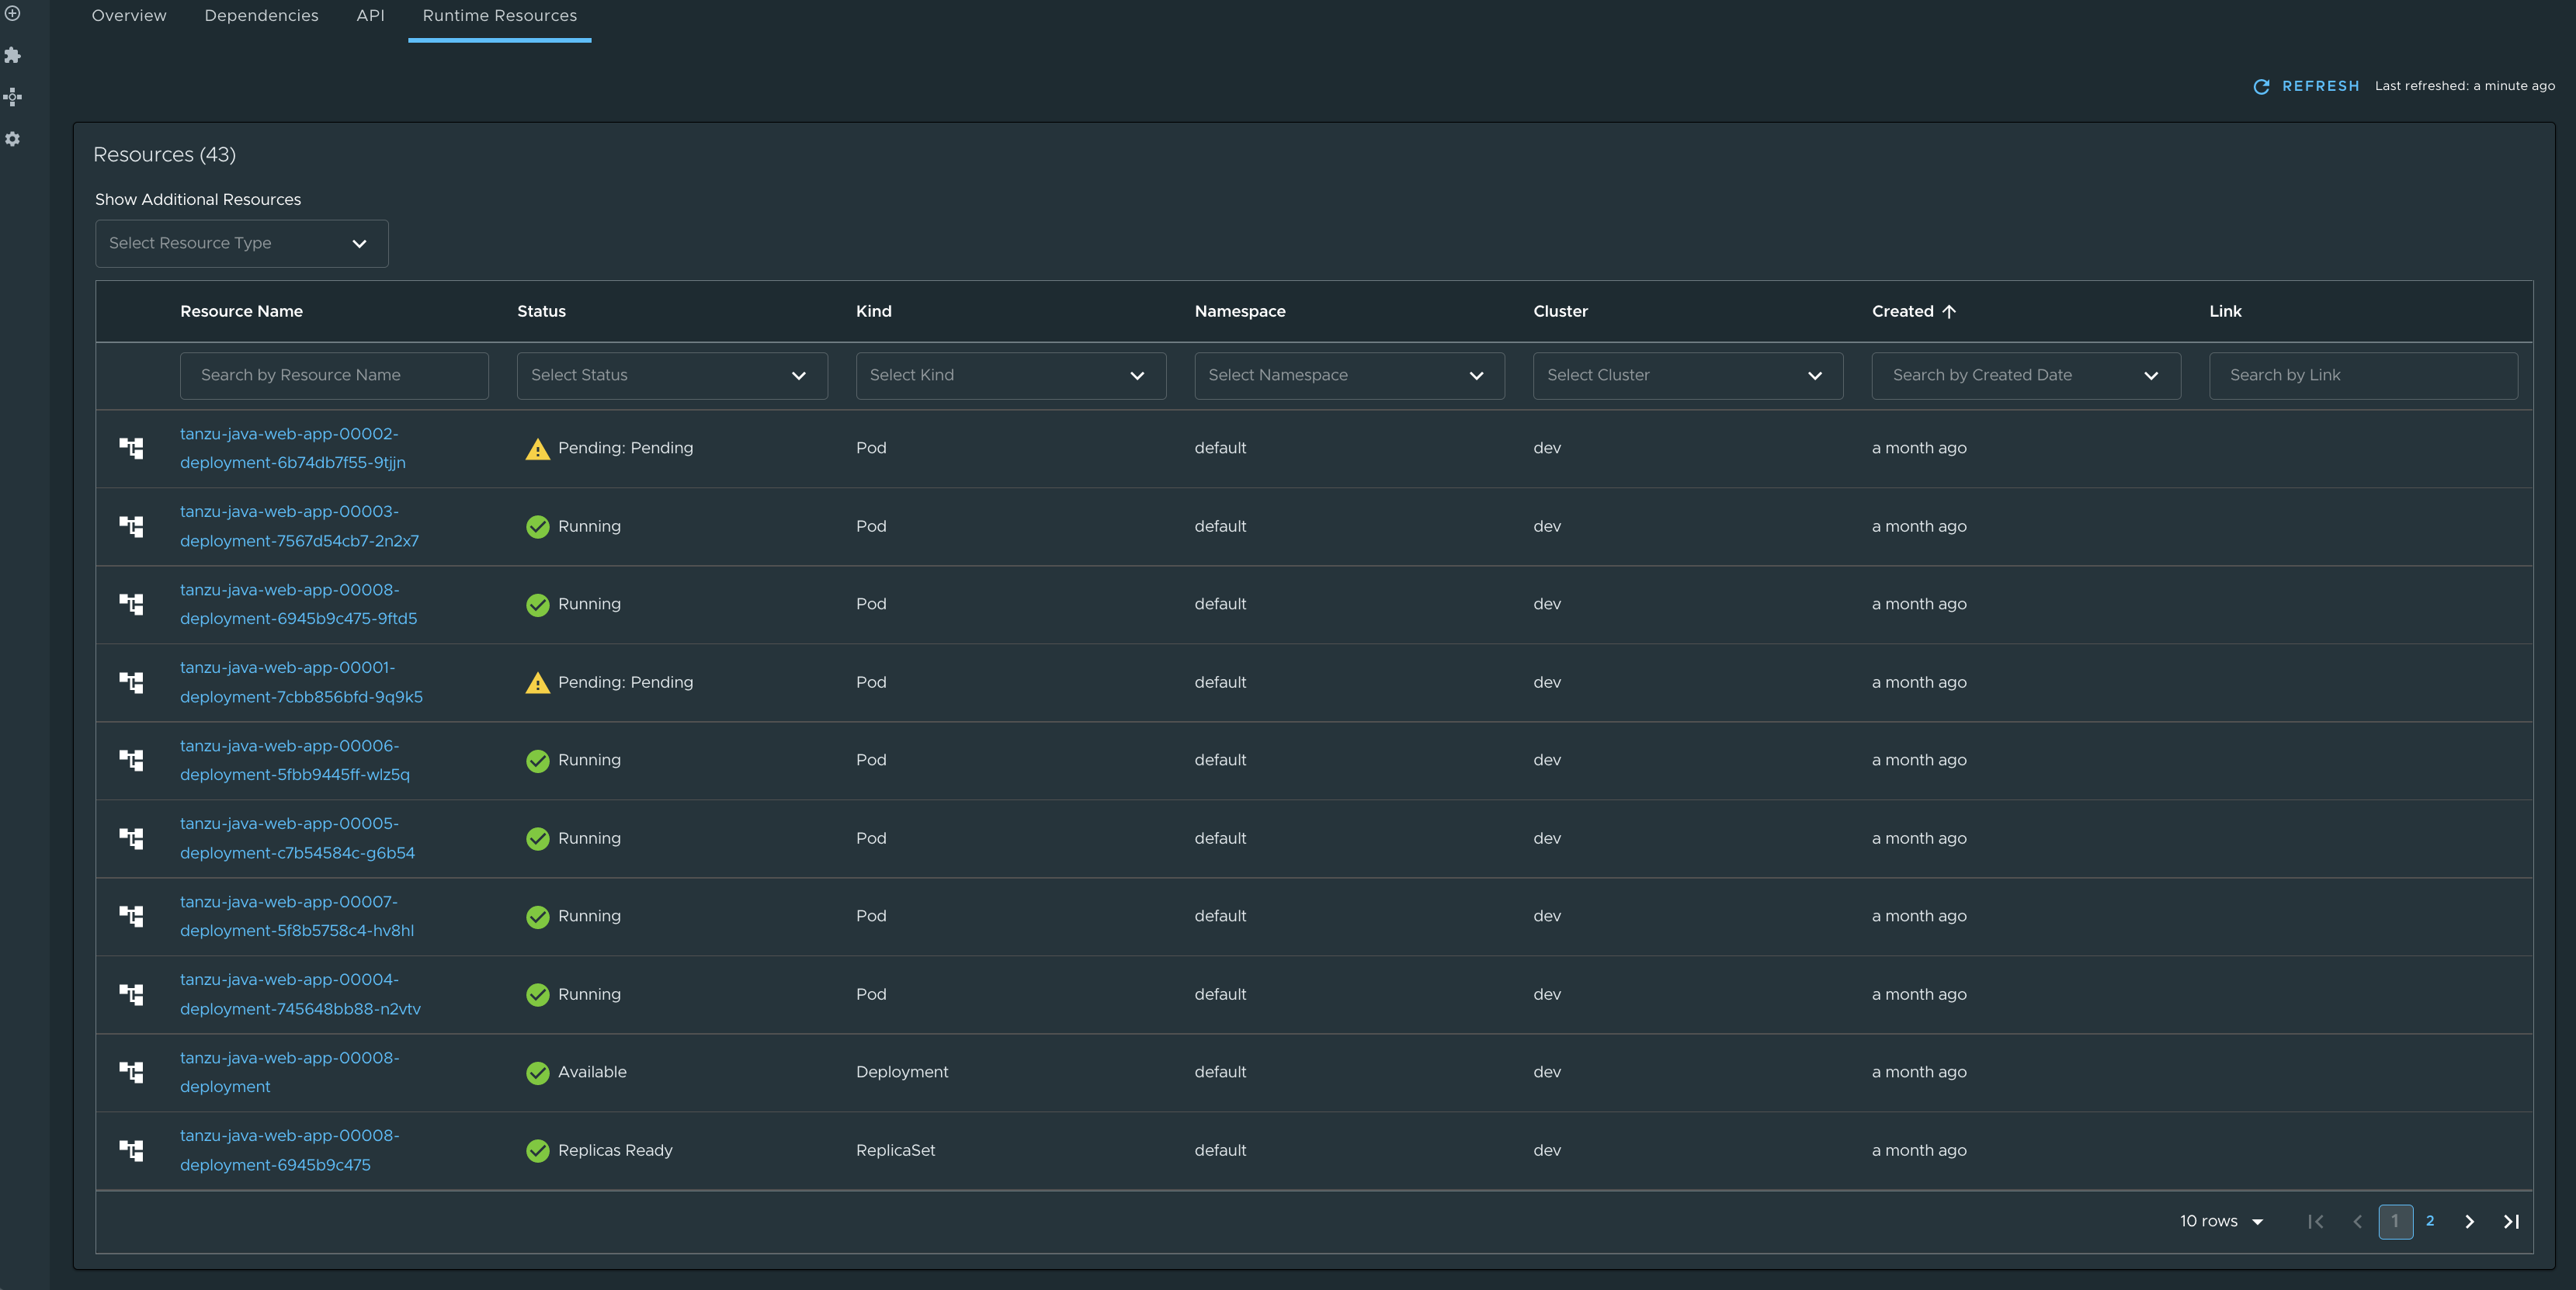 Overview Dependencies API Runtime Resources
REFRESH Last refreshed: a minute ago
Resources (43)
Show Additional Resources
Select Resource Type
Resource Name Status Kind Namespace Cluster Created Link
Search by Resource Name Select Status Select Kind Select Namespace Select Cluster Search by Created Date Search by Link
tanzu-java-web-app-00002-
deployment-6b74db7f55-9tjjn Pending: Pending Pod default dev a month ago
tanzu-java-web-app-00003-
deployment-7567d54cb7-2n2x7 Running Pod default dev a month ago
tanzu-java-web-app-00008-
deployment-6945b9c475-9ftd5 Running Pod default dev a month ago
tanzu-java-web-app-00001-
deployment-7cbb856bfd-9q9k5 Pending: Pending Pod default dev a month ago
tanzu-java-web-app-00006-
deployment-5fbb9445ff-wlz5q Running Pod default dev a month ago
tanzu-java-web-app-00005-
deployment-c7b54584c-g6b54 Running Pod default dev a month ago
tanzu-java-web-app-00007-
deployment-5f8b5758c4-hv8hl Running Pod default dev a month ago
tanzu-java-web-app-00004-
deployment-745648bb88-n2vtv Running Pod default dev a month ago
tanzu-java-web-app-00008-
deployment Available Deployment default dev a month ago
tanzu-java-web-app-00008-
deployment-6945b9c475 Replicas Ready ReplicaSet default dev a month ago
10 rows 1 2